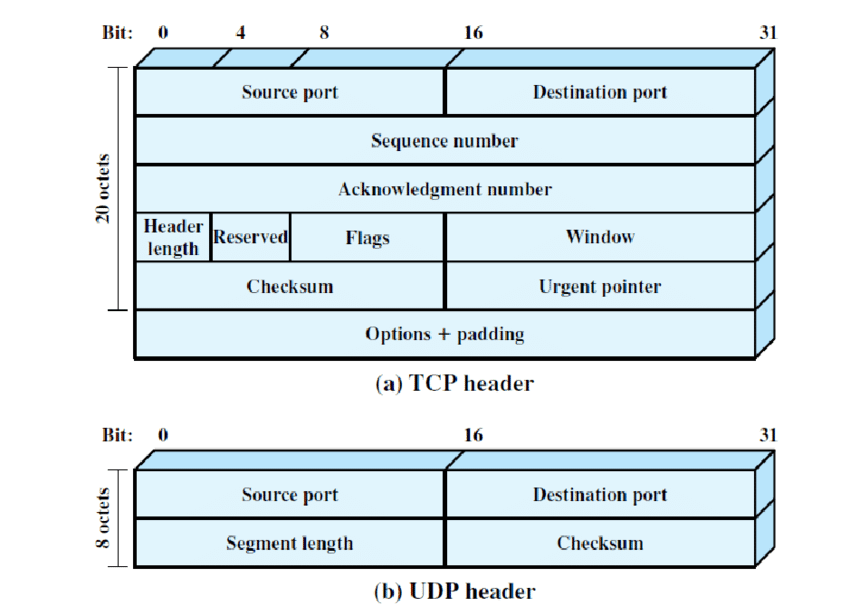 Bit: 0 4 8 16 31
20 octets
Source port Destination port
Sequence number
Acknowledgment number
Header length Reserved Flags Window
Checksum Urgent pointer
Options + padding
(a) TCP header
Bit: 0 16 31
8 octets
Source port Destination port
Segment length Checksum
(b) UDP header